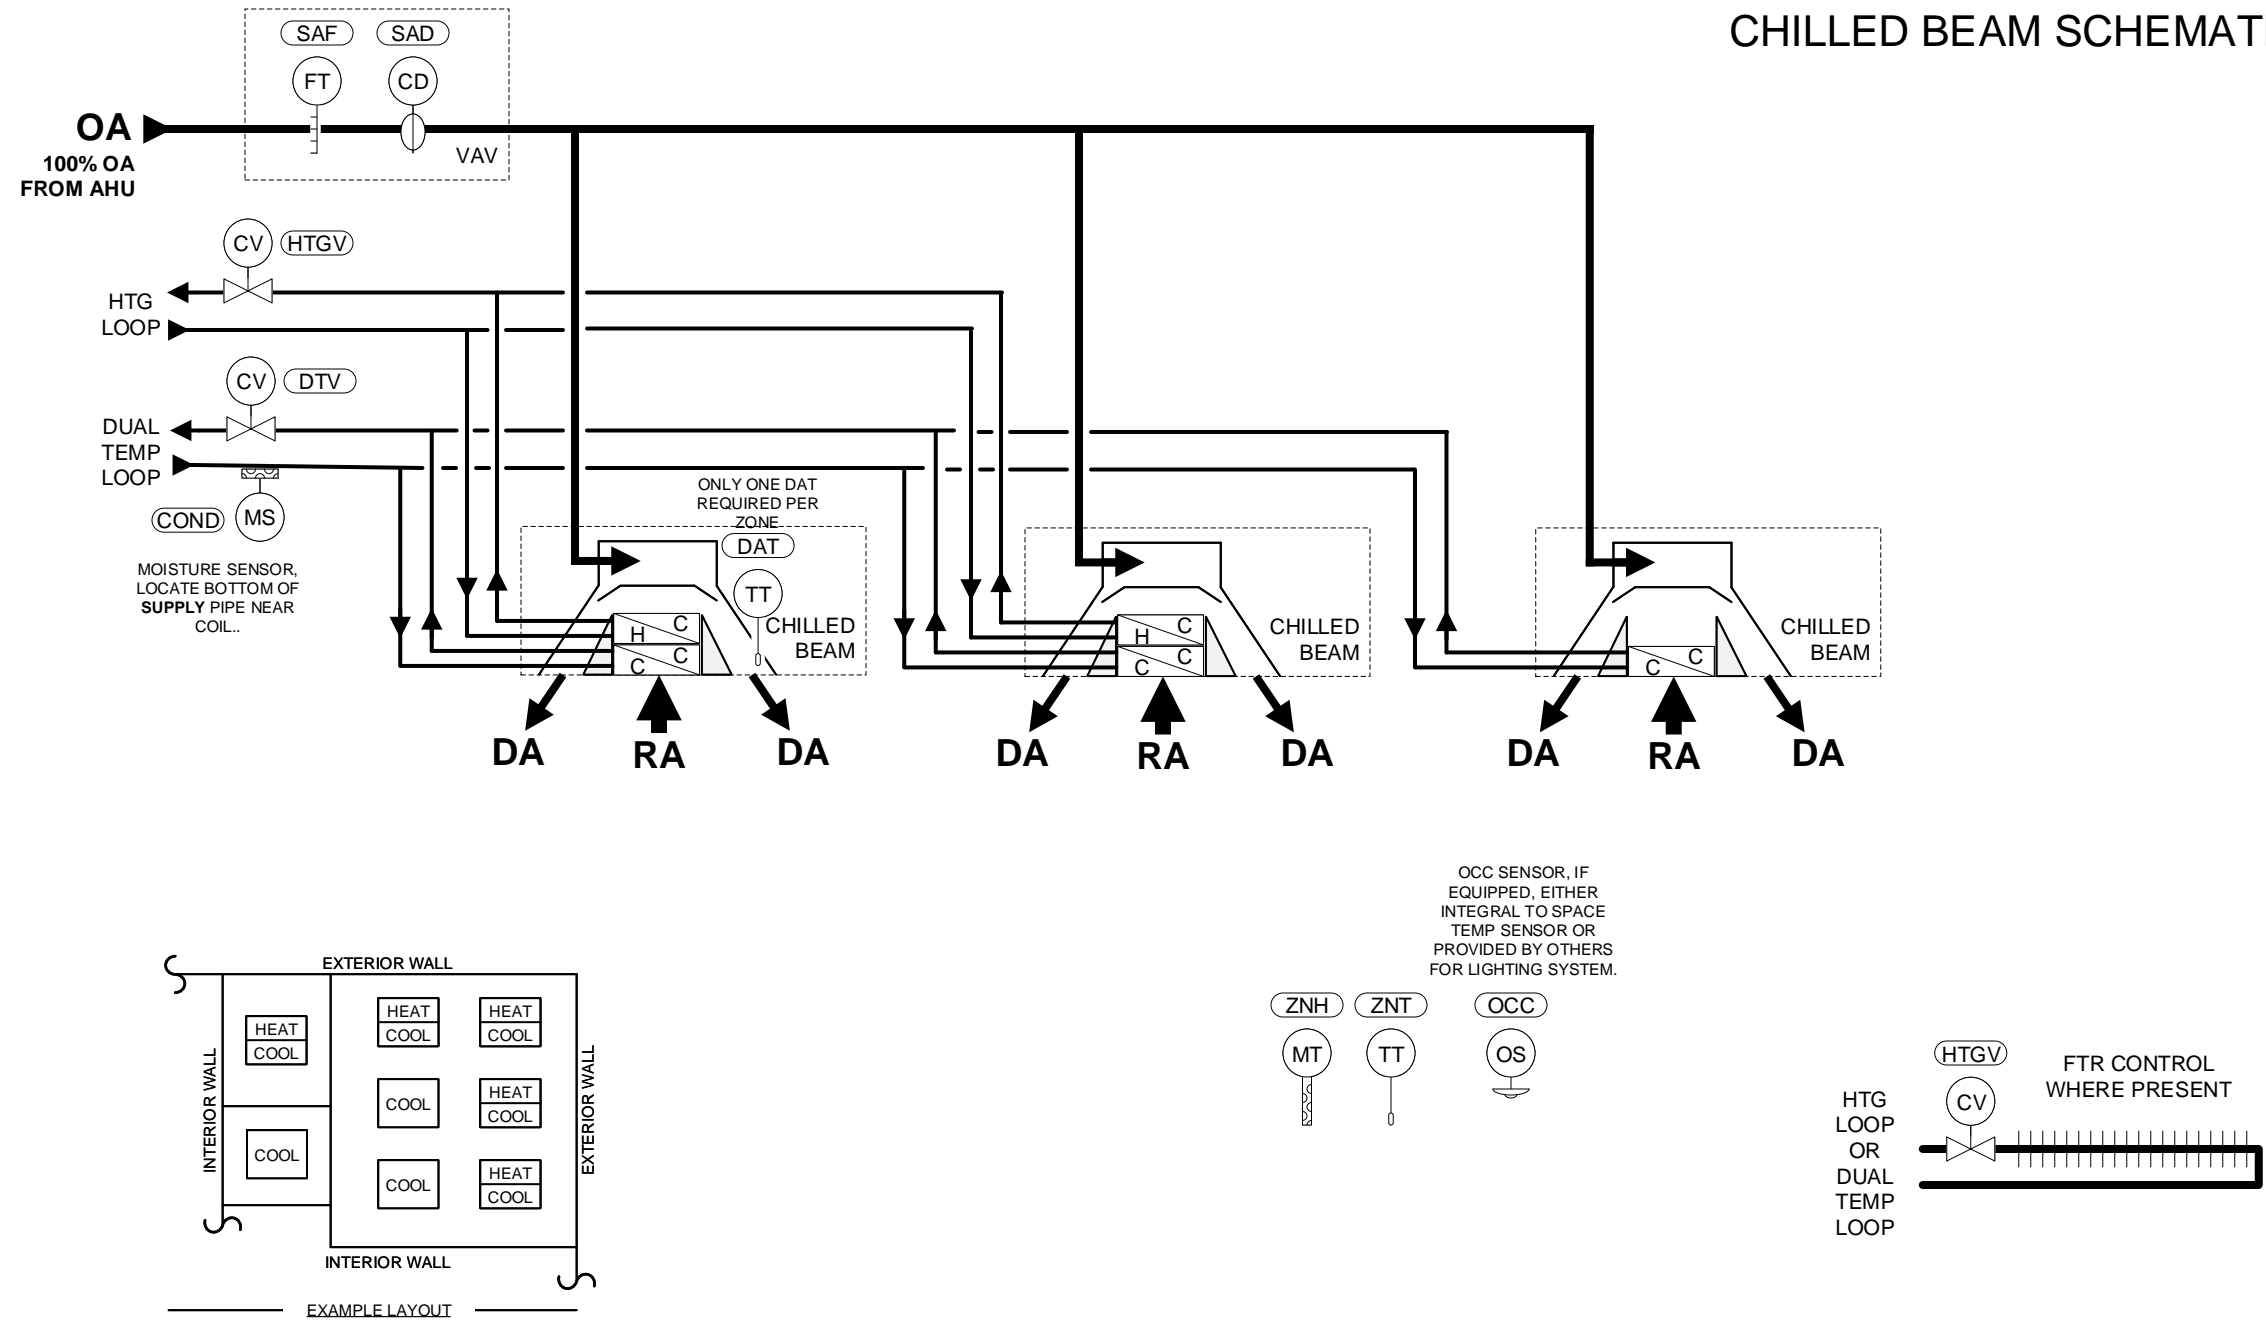 CHILLED BEAM SCHEMATI
SAF
SAD
FT
CD
OA
100% OA
FROM AHU
VAV
CV
HTGV
HTG
LOOP
CV
DTV
DUAL
TEMP
LOOP
COND
MS
MOISTURE SENSOR,
LOCATE BOTTOM OF
SUPPLY PIPE NEAR
COIL..
ONLY ONE DAT
REQUIRED PER
ZONE
DAT
TT
CHILLED
BEAM
H C
C C
DA
RA
DA
CHILLED
BEAM
H C
C C
DA
RA
DA
CHILLED
BEAM
C C
DA
RA
DA
OCC SENSOR, IF
EQUIPPED, EITHER
INTEGRAL TO SPACE
TEMP SENSOR OR
PROVIDED BY OTHERS
FOR LIGHTING SYSTEM.
ZNH
ZNT
OCC
MT
TT
OS
HTGV
CV
FTR CONTROL
WHERE PRESENT
HTG
LOOP
OR
DUAL
TEMP
LOOP
EXTERIOR WALL
INTERIOR WALL
EXTERIOR WALL
HEAT
COOL
HEAT
COOL
HEAT
COOL
COOL
HEAT
COOL
COOL
COOL
HEAT
COOL
INTERIOR WALL
EXAMPLE LAYOUT